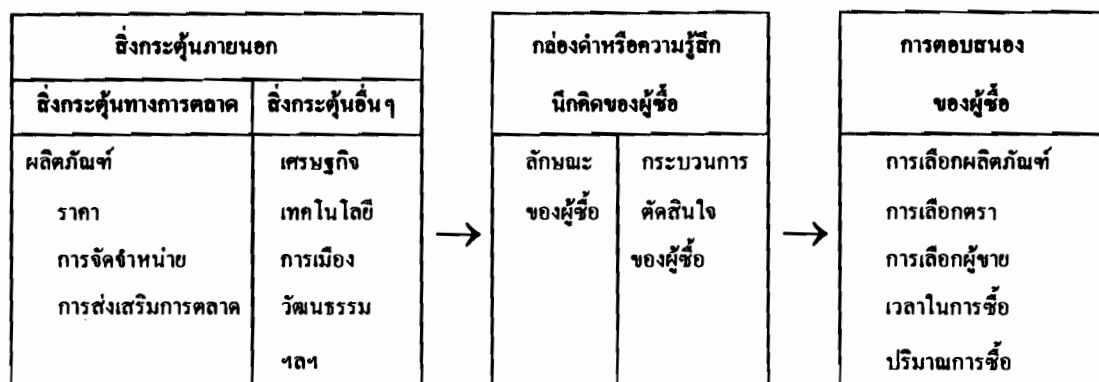 สิ่งกระตุ้นภายนอก
สิ่งกระตุ้นทางการตลาด
สิ่งกระตุ้นอื่นๆ
ผลิตภัณฑ์
ราคา
การจัดจำหน่าย
การส่งเสริมการตลาด
เศรษฐกิจ
เทคโนโลยี
การเมือง
วัฒนธรรม
ฯลฯ
กล่องดำหรือความรู้สึก
นึกคิดของผู้ซื้อ
ลักษณะ
ของผู้ซื้อ
กระบวนการ
ตัดสินใจ
ของผู้ซื้อ
การตอบสนอง
ของผู้ซื้อ
การเลือกผลิตภัณฑ์
การเลือกตรา
การเลือกผู้ขาย
เวลาในการซื้อ
ปริมาณการซื้อ